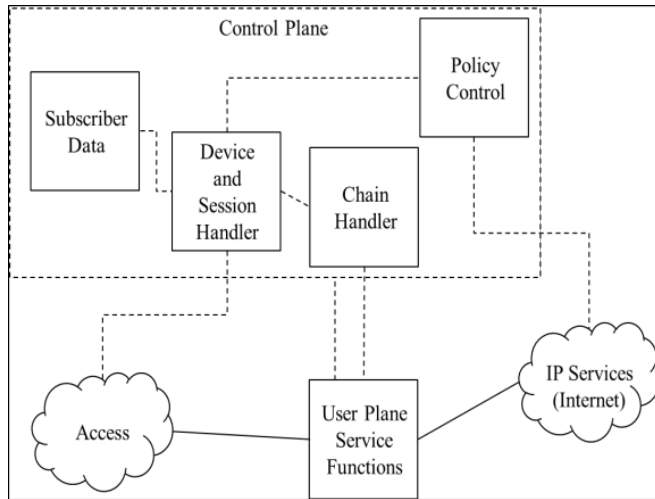 Control Plane
Policy
Control
Subscriber
Data
Device
and
Session
Handler
Chain
Handler
Access
User Plane
Service
Functions
IP Services
(Internet)